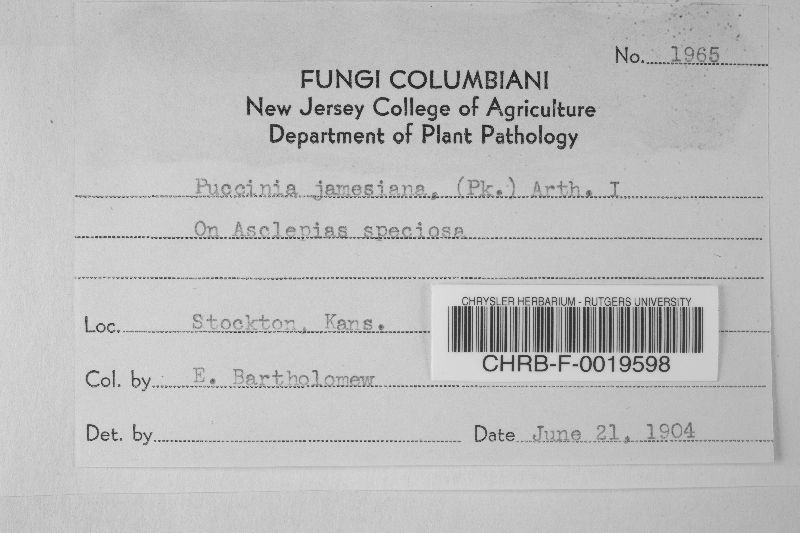 No. 1965
FUNGI COLUMBIANI
New Jersey College of Agriculture
Department of Plant Pathology
Puccinia jamesiana, (Pk.) Arth. I
On Asclepias speciosa
Loc. Stockton, Kans.
CHRYSLER HERBARIUM - RUTGERS UNIVERSITY
CHRB-F-0019598
Col. by E. Bartholomew
Det. by
Date June 21, 1904